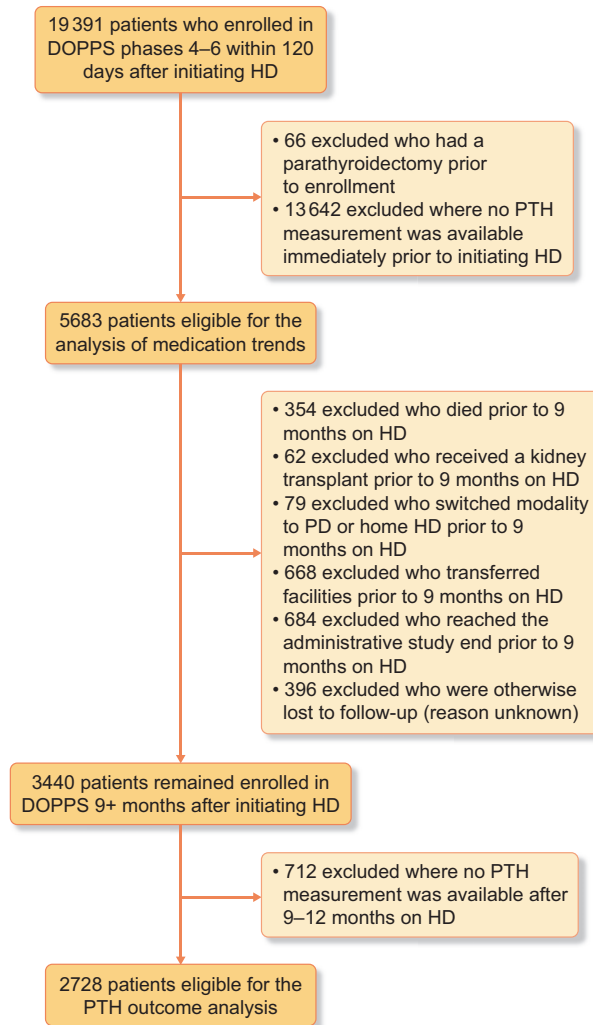 19 391 patients who enrolled in
DOPPS phases 4–6 within 120
days after initiating HD
• 66 excluded who had a
parathyroidectomy prior
to enrollment
• 13 642 excluded where no PTH
measurement was available
immediately prior to initiating HD
5683 patients eligible for the
analysis of medication trends
• 354 excluded who died prior to 9
months on HD
• 62 excluded who received a kidney
transplant prior to 9 months on HD
• 79 excluded who switched modality
to PD or home HD prior to 9
months on HD
• 668 excluded who transferred
facilities prior to 9 months on HD
• 684 excluded who reached the
administrative study end prior to 9
months on HD
• 396 excluded who were otherwise
lost to follow-up (reason unknown)
3440 patients remained enrolled in
DOPPS 9+ months after initiating HD
• 712 excluded where no PTH
measurement was available after
9–12 months on HD
2728 patients eligible for the
PTH outcome analysis